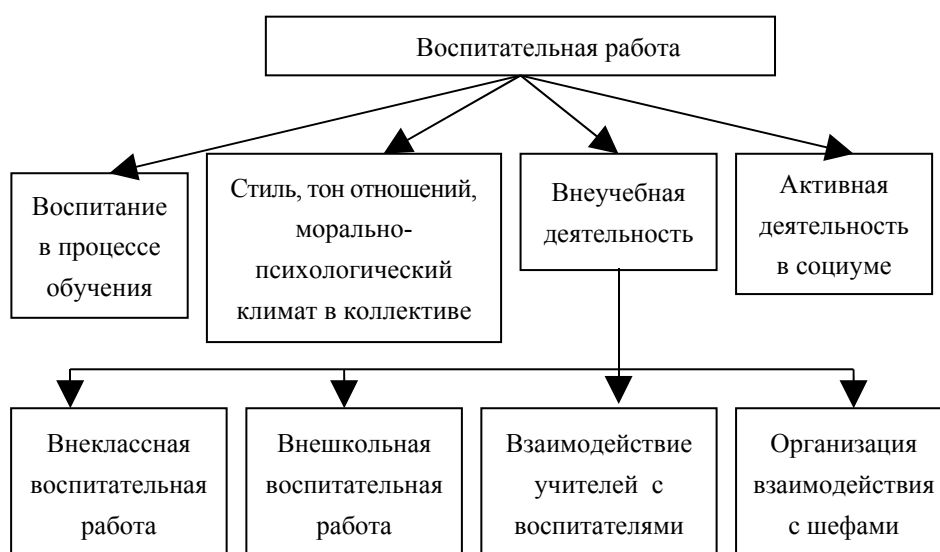 Воспитательная работа
Воспитание
в процессе
обучения
Стиль, тон отношений,
морально-
психологический
климат в коллективе
Внеучебная
деятельность
Активная
деятельность
в социуме
Внеклассная
воспитательная
работа
Внешкольная
воспитательная
работа
Взаимодействие
учителей с
воспитателями
Организация
взаимодействия
с шефами